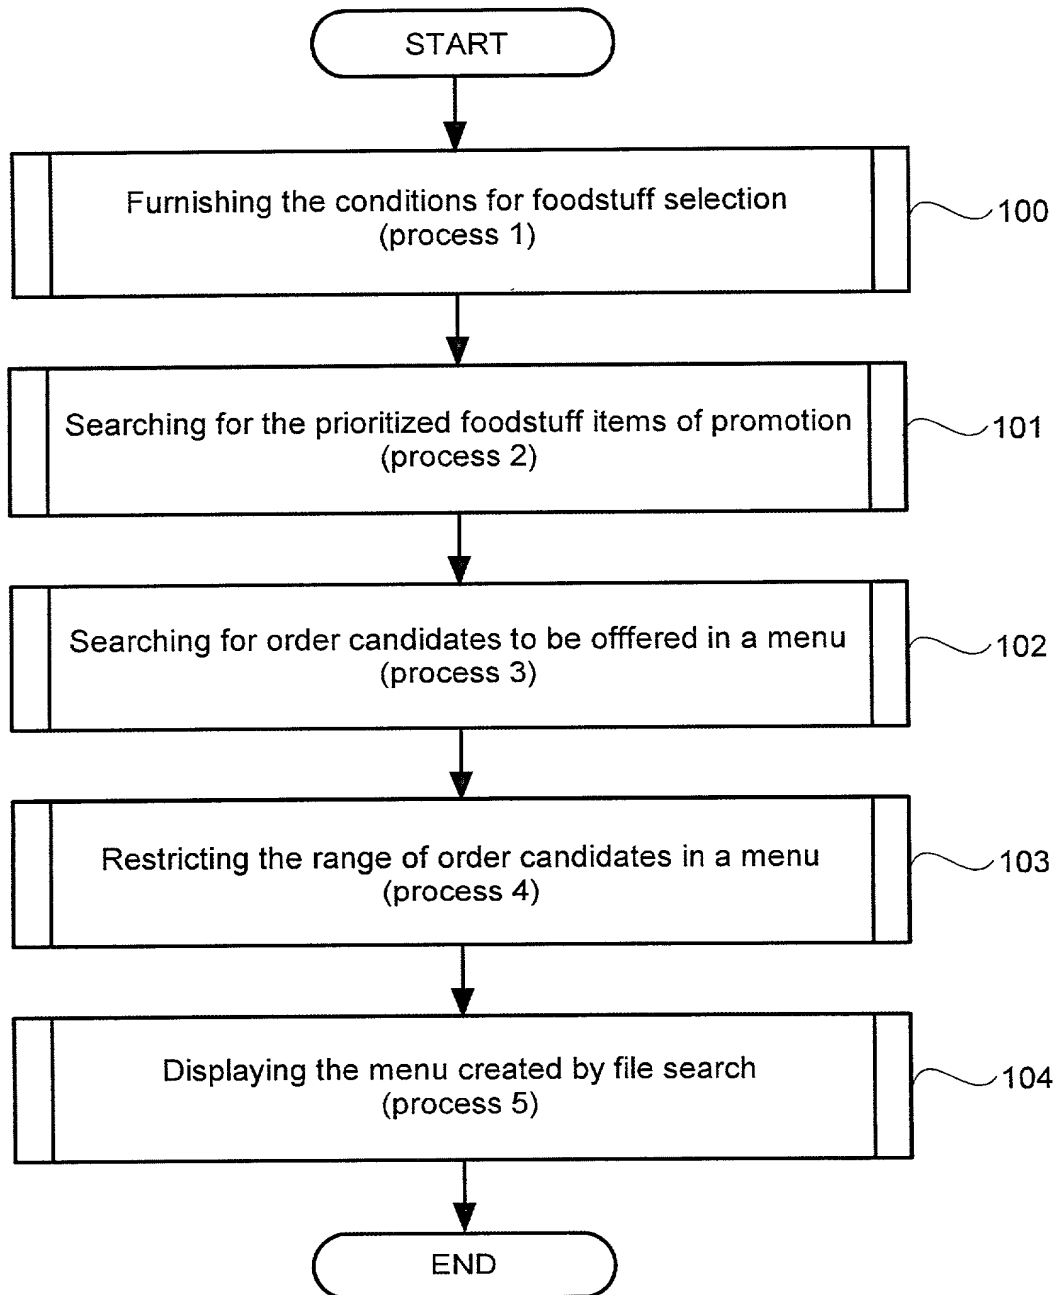 START
Furnishing the conditions for foodstuff selection
(process 1)
100
Searching for the prioritized foodstuff items of promotion
(process 2)
101
Searching for order candidates to be offfered in a menu
(process 3)
102
Restricting the range of order candidates in a menu
(process 4)
103
Displaying the menu created by file search
(process 5)
104
END